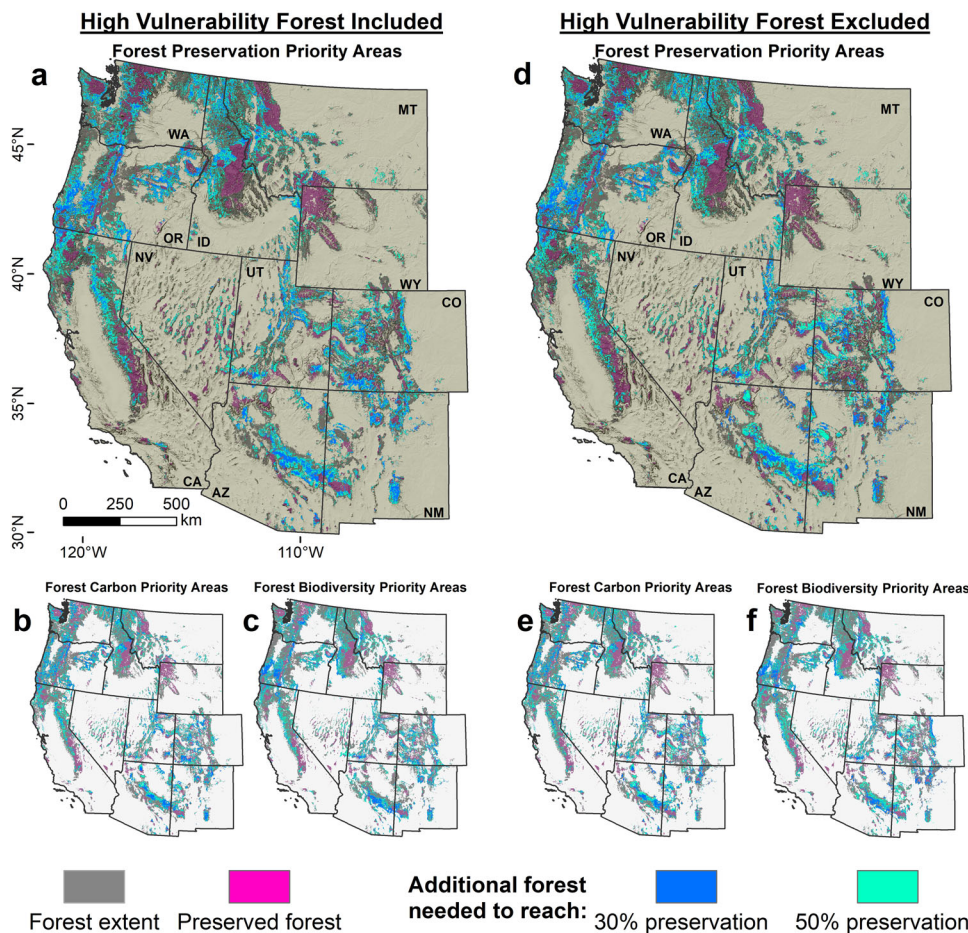 High Vulnerability Forest Included
Forest Preservation Priority Areas
a
MT
WA
OR
ID
NV
UT
WY
CO
CA
AZ
NM
45°N
40°N
35°N
30°N
0 250 500
km
120°W
110°W
High Vulnerability Forest Excluded
Forest Preservation Priority Areas
d
MT
WA
OR
ID
NV
UT
WY
CO
CA
AZ
NM
Forest Carbon Priority Areas
b
Forest Biodiversity Priority Areas
c
Forest Carbon Priority Areas
e
Forest Biodiversity Priority Areas
f
Forest extent
Preserved forest
Additional forest
needed to reach:
30% preservation
50% preservation